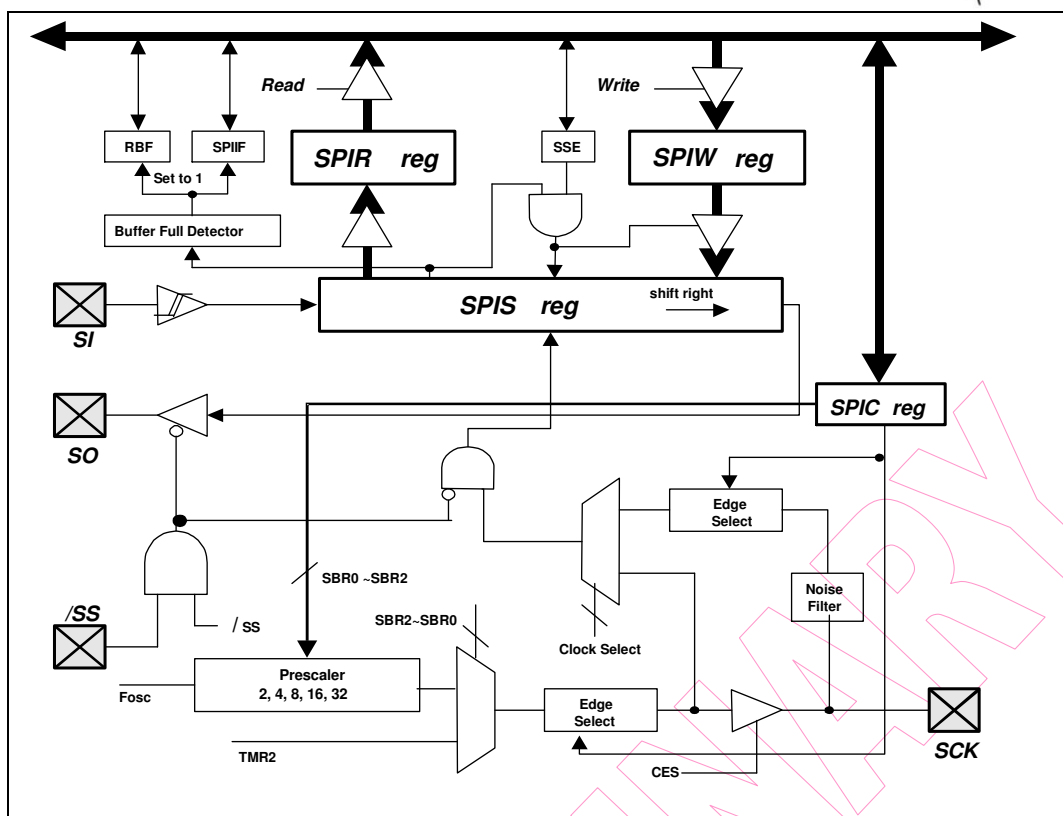 Read
Write
RBF
SPIIF
SPIR reg
SSE
SPIW reg
Set to 1
Buffer Full Detector
SPIS reg
shift right
SI
SO
SPIC reg
Edge
Select
SBR0 ~SBR2
Noise
Filter
/SS
/ SS
SBR2~SBR0
Clock Select
Prescaler
2, 4, 8, 16, 32
Fosc
Edge
Select
TMR2
CES
SCK